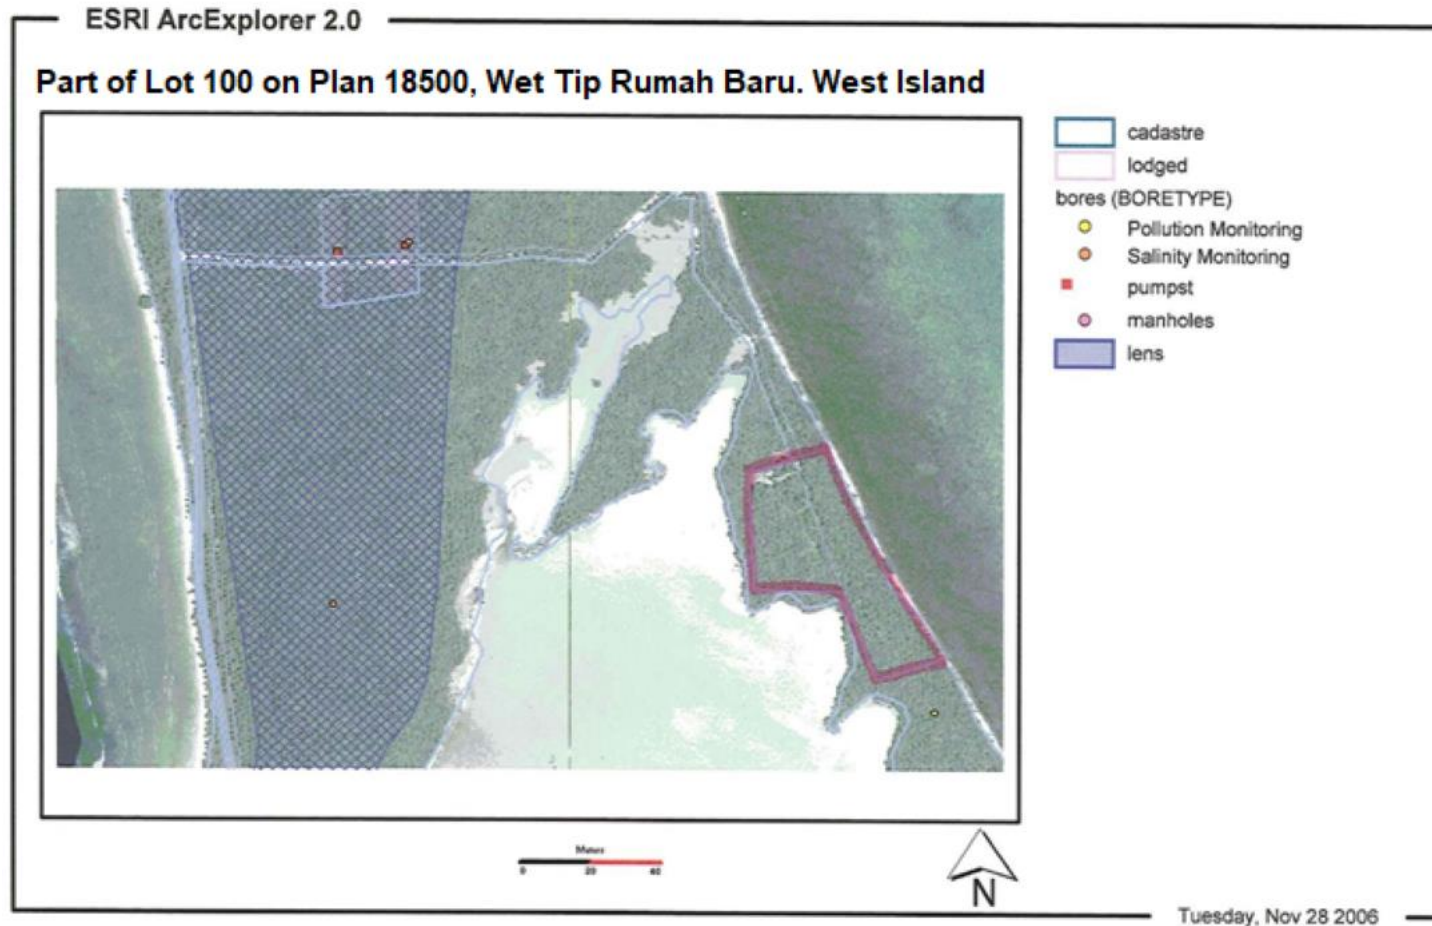 ESRI ArcExplorer 2.0
Part of Lot 100 on Plan 18500, Wet Tip Rumah Baru. West Island
cadastre
lodged
bores (BORETYPE)
Pollution Monitoring
Salinity Monitoring
pumpst
manholes
lens
Meters
0 20 40
N
Tuesday, Nov 28 2006